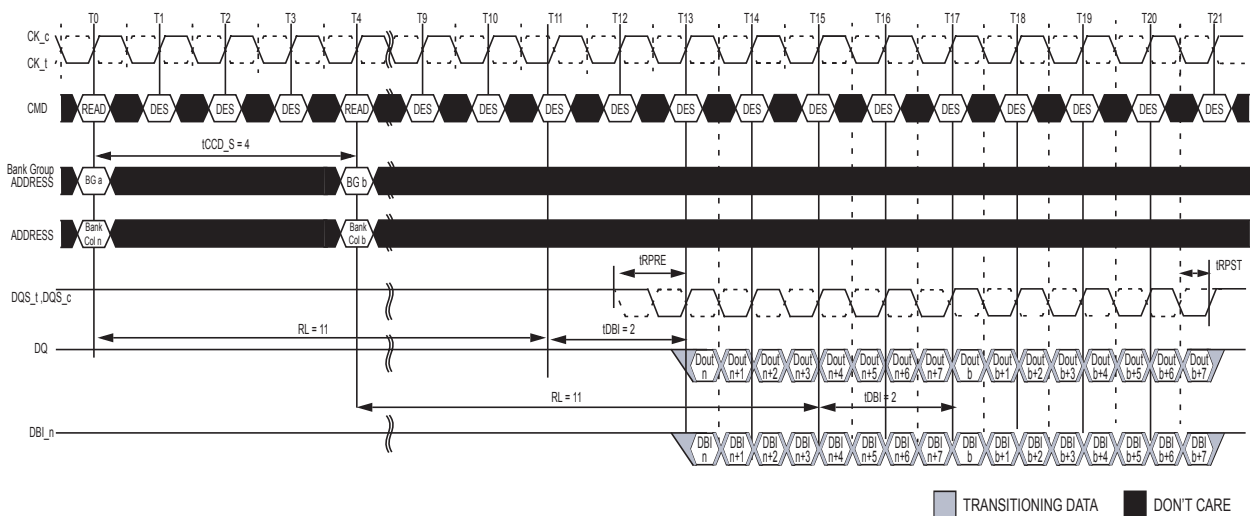 T0 T1 T2 T3 T4 T9 T10 T11 T12 T13 T14 T15 T16 T17 T18 T19 T20 T21
CK_c
CK_t
CMD READ DES DES DES READ DES DES DES DES DES DES DES DES DES DES DES DES DES
tCCD_S = 4
Bank Group
ADDRESS
BG a BG b
ADDRESS
Bank
Col n
Bank
Col b
tRPRE tRPST
DQS_t ,DQS_c
RL = 11 tDBI = 2
DQ
Dout
n
Dout
n+1
Dout
n+2
Dout
n+3
Dout
n+4
Dout
n+5
Dout
n+6
Dout
n+7
Dout
b
Dout
b+1
Dout
b+2
Dout
b+3
Dout
b+4
Dout
b+5
Dout
b+6
Dout
b+7
RL = 11 tDBI = 2
DBI_n
DBI
n
DBI
n+1
DBI
n+2
DBI
n+3
DBI
n+4
DBI
n+5
DBI
n+6
DBI
n+7
DBI
b
DBI
b+1
DBI
b+2
DBI
b+3
DBI
b+4
DBI
b+5
DBI
b+6
DBI
b+7
TRANSITIONING DATA DON'T CARE